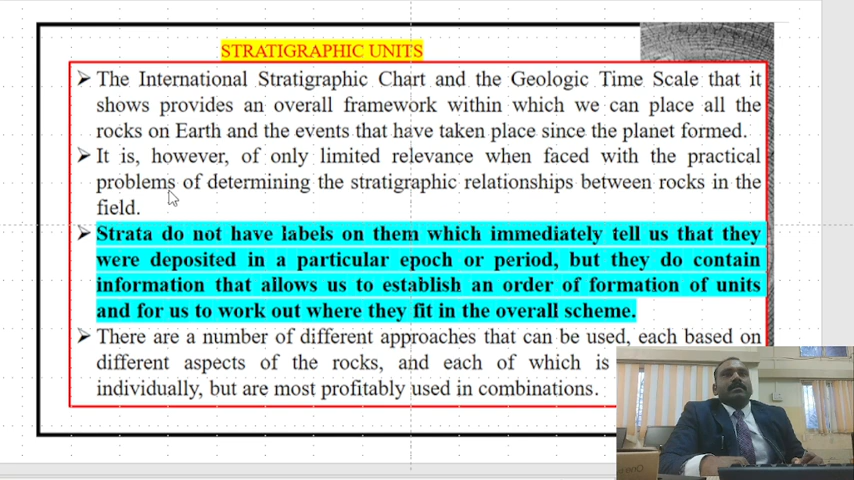 STRATIGRAPHIC UNITS
➢ The International Stratigraphic Chart and the Geologic Time Scale that it
shows provides an overall framework within which we can place all the
rocks on Earth and the events that have taken place since the planet formed.
➢ It is, however, of only limited relevance when faced with the practical
problems of determining the stratigraphic relationships between rocks in the
field.
➢ Strata do not have labels on them which immediately tell us that they
were deposited in a particular epoch or period, but they do contain
information that allows us to establish an order of formation of units
and for us to work out where they fit in the overall scheme.
➢ There are a number of different approaches that can be used, each based on
different aspects of the rocks, and each of which is
individually, but are most profitably used in combinations.